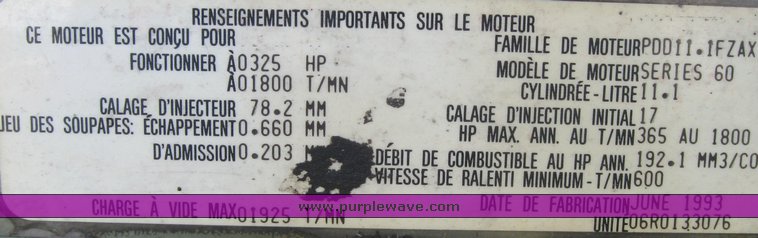 RENSEIGNEMENTS IMPORTANTS SUR LE MOTEUR
CE MOTEUR EST CONÇU POUR
FONCTIONNER À 0325 HP
À 01800 T/MN
CALAGE D'INJECTEUR 78.2 MM
JEU DES SOUPAPES: ÉCHAPPEMENT 0.660 MM
D'ADMISSION 0.203
CHARGE À VIDE MAX 01925 T/MN
FAMILLE DE MOTEUR PDD11.1FZAX
MODÈLE DE MOTEUR SERIES 60
CYLINDRÉE-LITRE 11.1
CALAGE D'INJECTION INITIAL 17
HP MAX. ANN. AU T/MN 365 AU 1800
DÉBIT DE COMBUSTIBLE AU HP ANN. 192.1 MM3/CO
VITESSE DE RALENTI MINIMUM-T/MN 600
DATE DE FABRICATION JUNE 1993
UNITÉ 06R0133076
www.purplewave.com